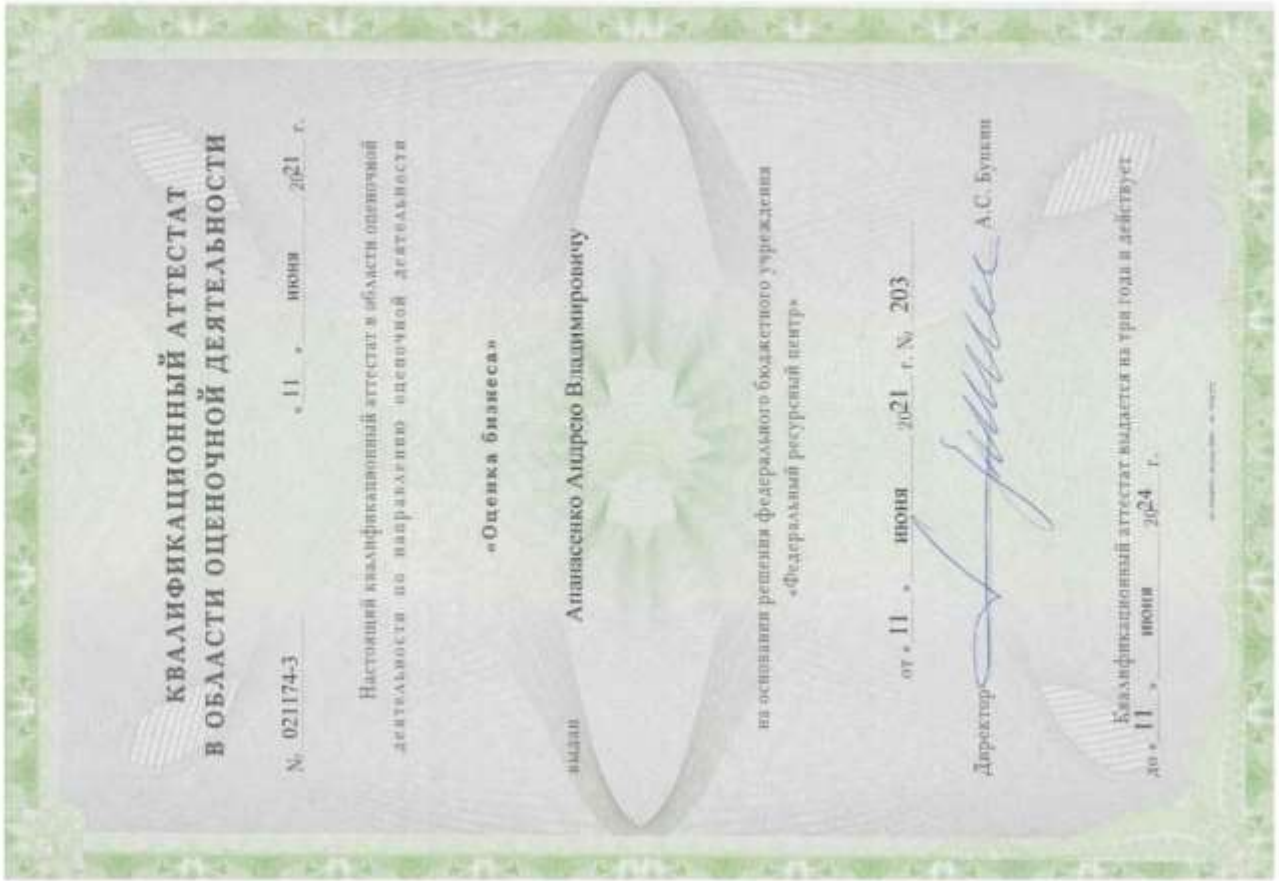 КВАЛИФИКАЦИОННЫЙ АТТЕСТАТ
В ОБЛАСТИ ОЦЕНОЧНОЙ ДЕЯТЕЛЬНОСТИ
№ 021174-3 « 11 » июня 2021 г.
Настоящий квалификационный аттестат в области оценочной
деятельности по направлению оценочной деятельности
«Оценка бизнеса»
выдан Апанасенко Андрею Владимировичу
на основании решения федерального бюджетного учреждения
«Федеральный ресурсный центр»
от « 11 » июня 2021 г. № 203
Директор А.С. Бункин
Квалификационный аттестат выдается на три года и действует
до « 11 » июня 2024 г.